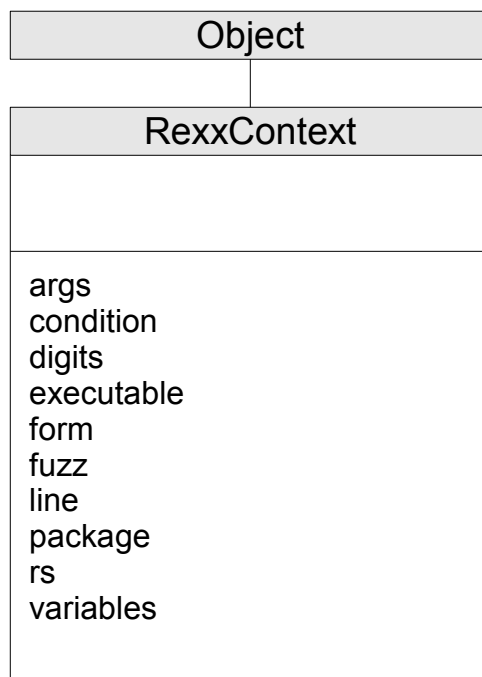 Object
RexxContext
args
condition
digits
executable
form
fuzz
line
package
rs
variables